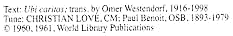 Text: Ubi caritas; trans. by Omer Westendorf, 1916-1998
Tune: CHRISTIAN LOVE, CM; Paul Benoit, OSB, 1893-1979
© 1960, 1961, World Library Publications